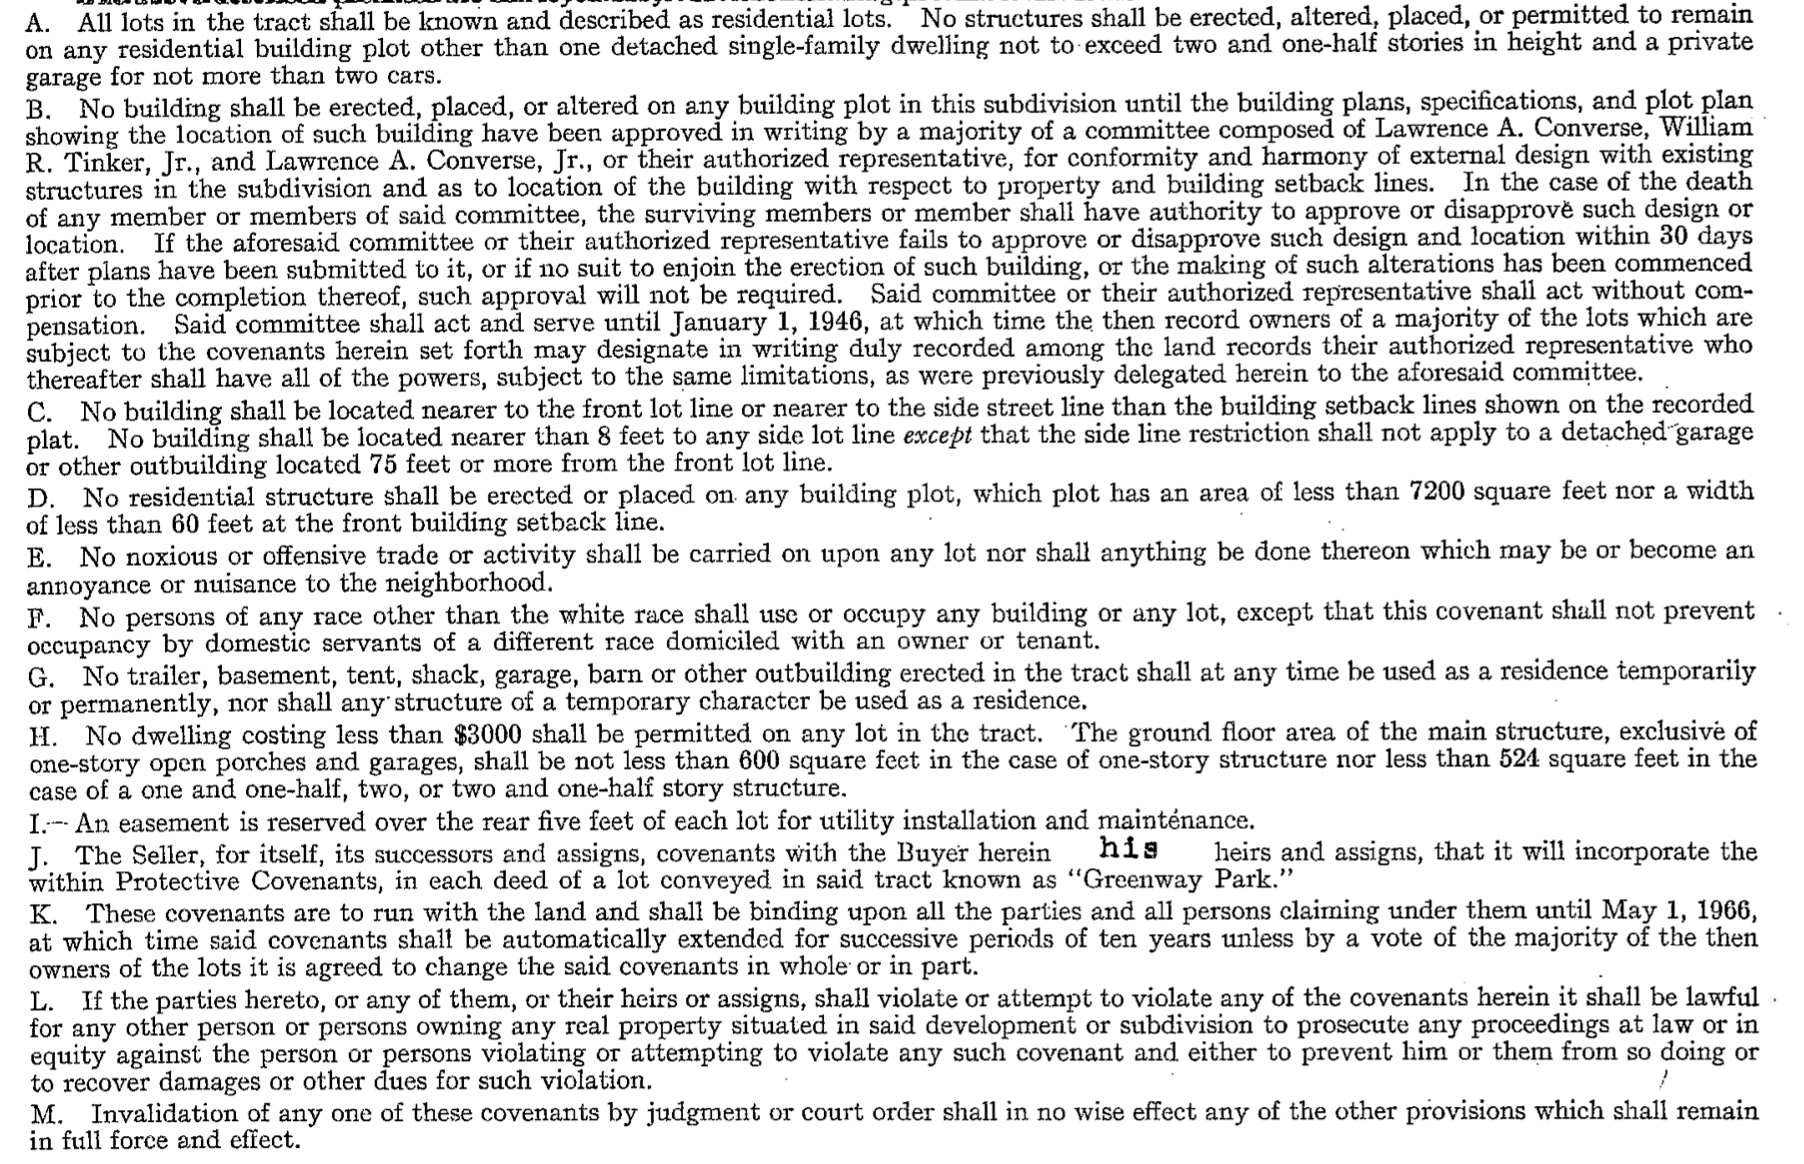 A. All lots in the tract shall be known and described as residential lots. No structures shall be erected, altered, placed, or permitted to remain
on any residential building plot other than one detached single-family dwelling not to exceed two and one-half stories in height and a private
garage for not more than two cars.
B. No building shall be erected, placed, or altered on any building plot in this subdivision until the building plans, specifications, and plot plan
showing the location of such building have been approved in writing by a majority of a committee composed of Lawrence A. Converse, William
R. Tinker, Jr., and Lawrence A. Converse, Jr., or their authorized representative, for conformity and harmony of external design with existing
structures in the subdivision and as to location of the building with respect to property and building setback lines. In the case of the death
of any member or members of said committee, the surviving members or member shall have authority to approve or disapprove such design or
location. If the aforesaid committee or their authorized representative fails to approve or disapprove such design and location within 30 days
after plans have been submitted to it, or if no suit to enjoin the erection of such building, or the making of such alterations has been commenced
prior to the completion thereof, such approval will not be required. Said committee or their authorized representative shall act without com-
pensation. Said committee shall act and serve until January 1, 1946, at which time the then record owners of a majority of the lots which are
subject to the covenants herein set forth may designate in writing duly recorded among the land records their authorized representative who
thereafter shall have all of the powers, subject to the same limitations, as were previously delegated herein to the aforesaid committee.
C. No building shall be located nearer to the front lot line or nearer to the side street line than the building setback lines shown on the recorded
plat. No building shall be located nearer than 8 feet to any side lot line except that the side line restriction shall not apply to a detached garage
or other outbuilding located 75 feet or more from the front lot line.
D. No residential structure shall be erected or placed on any building plot, which plot has an area of less than 7200 square feet nor a width
of less than 60 feet at the front building setback line.
E. No noxious or offensive trade or activity shall be carried on upon any lot nor shall anything be done thereon which may be or become an
annoyance or nuisance to the neighborhood.
F. No persons of any race other than the white race shall use or occupy any building or any lot, except that this covenant shall not prevent
occupancy by domestic servants of a different race domiciled with an owner or tenant.
G. No trailer, basement, tent, shack, garage, barn or other outbuilding erected in the tract shall at any time be used as a residence temporarily
or permanently, nor shall any structure of a temporary character be used as a residence.
H. No dwelling costing less than $3000 shall be permitted on any lot in the tract. The ground floor area of the main structure, exclusive of
one-story open porches and garages, shall be not less than 600 square feet in the case of one-story structure nor less than 524 square feet in the
case of a one and one-half, two, or two and one-half story structure.
I.-- An easement is reserved over the rear five feet of each lot for utility installation and maintenance.
J. The Seller, for itself, its successors and assigns, covenants with the Buyer herein his heirs and assigns, that it will incorporate the
within Protective Covenants, in each deed of a lot conveyed in said tract known as "Greenway Park."
K. These covenants are to run with the land and shall be binding upon all the parties and all persons claiming under them until May 1, 1966,
at which time said covenants shall be automatically extended for successive periods of ten years unless by a vote of the majority of the then
owners of the lots it is agreed to change the said covenants in whole or in part.
L. If the parties hereto, or any of them, or their heirs or assigns, shall violate or attempt to violate any of the covenants herein it shall be lawful
for any other person or persons owning any real property situated in said development or subdivision to prosecute any proceedings at law or in
equity against the person or persons violating or attempting to violate any such covenant and either to prevent him or them from so doing or
to recover damages or other dues for such violation.
M. Invalidation of any one of these covenants by judgment or court order shall in no wise effect any of the other provisions which shall remain
in full force and effect.